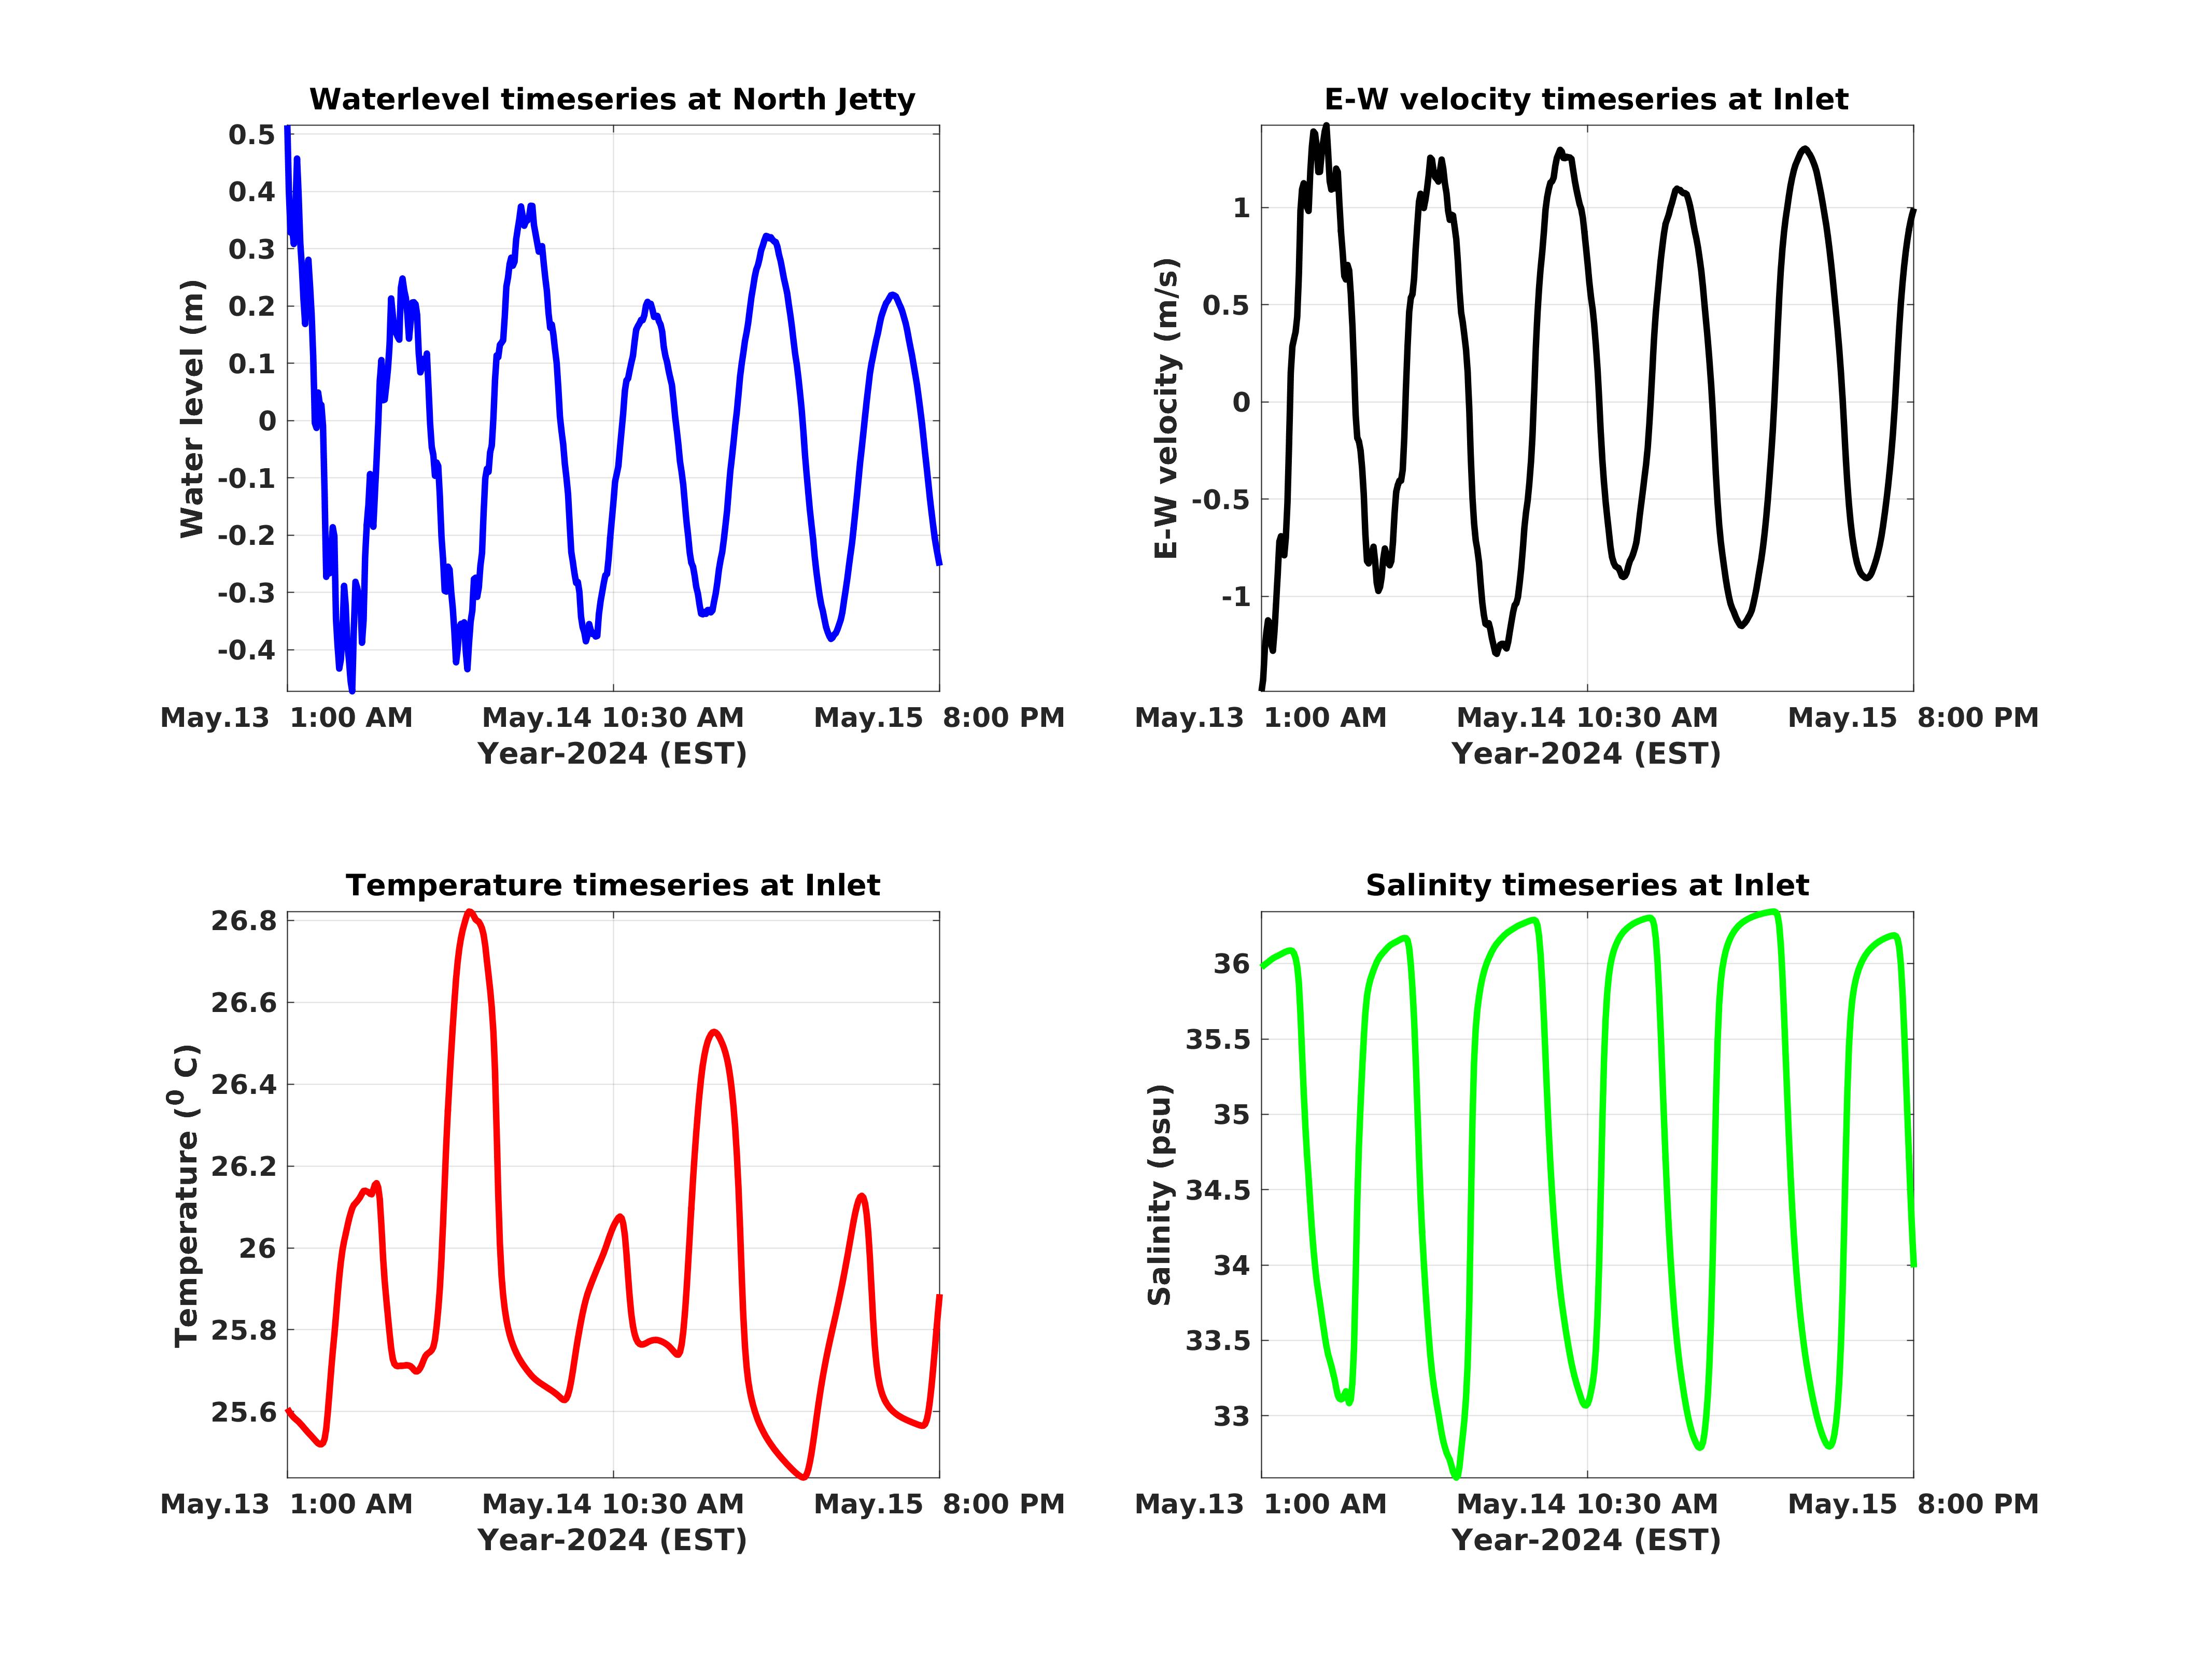 Waterlevel timeseries at North Jetty
0.5
0.4
0.3
0.2
0.1
0
-0.1
-0.2
-0.3
-0.4
Water level (m)
May.13 1:00 AM May.14 10:30 AM May.15 8:00 PM
Year-2024 (EST)
E-W velocity timeseries at Inlet
1
0.5
0
-0.5
-1
E-W velocity (m/s)
May.13 1:00 AM May.14 10:30 AM May.15 8:00 PM
Year-2024 (EST)
Temperature timeseries at Inlet
26.8
26.6
26.4
26.2
26
25.8
25.6
Temperature (⁰ C)
May.13 1:00 AM May.14 10:30 AM May.15 8:00 PM
Year-2024 (EST)
Salinity timeseries at Inlet
36
35.5
35
34.5
34
33.5
33
Salinity (psu)
May.13 1:00 AM May.14 10:30 AM May.15 8:00 PM
Year-2024 (EST)